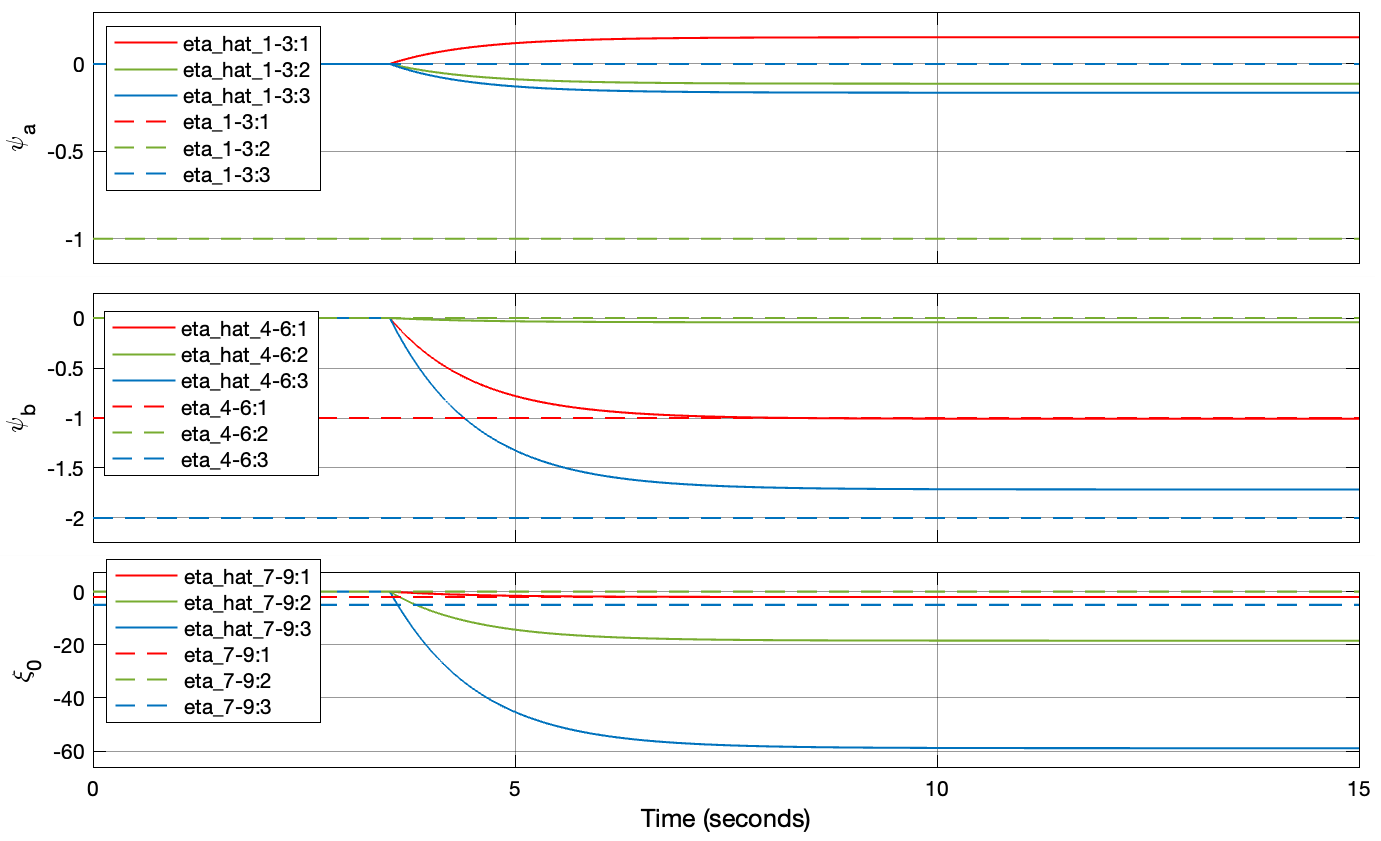 eta_hat_1-3:1
eta_hat_1-3:2
eta_hat_1-3:3
eta_1-3:1
eta_1-3:2
eta_1-3:3
0
-0.5
-1
ψa
eta_hat_4-6:1
eta_hat_4-6:2
eta_hat_4-6:3
eta_4-6:1
eta_4-6:2
eta_4-6:3
0
-0.5
-1
-1.5
-2
ψb
eta_hat_7-9:1
eta_hat_7-9:2
eta_hat_7-9:3
eta_7-9:1
eta_7-9:2
eta_7-9:3
0
-20
-40
-60
ξ0
0 5 10 15
Time (seconds)